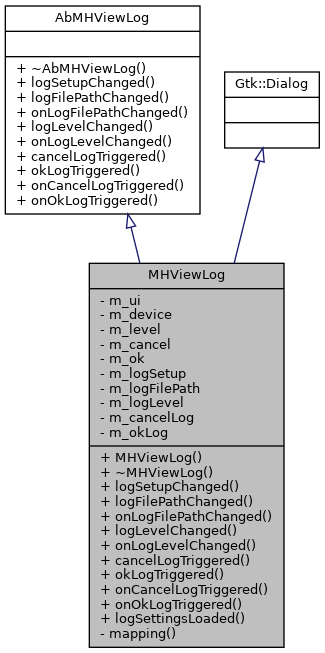 AbMHViewLog
+ ~AbMHViewLog()
+ logSetupChanged()
+ logFilePathChanged()
+ onLogFilePathChanged()
+ logLevelChanged()
+ onLogLevelChanged()
+ cancelLogTriggered()
+ okLogTriggered()
+ onCancelLogTriggered()
+ onOkLogTriggered()
Gtk::Dialog
MHViewLog
- m_ui
- m_device
- m_level
- m_cancel
- m_ok
- m_logSetup
- m_logFilePath
- m_logLevel
- m_cancelLog
- m_okLog
+ MHViewLog()
+ ~MHViewLog()
+ logSetupChanged()
+ logFilePathChanged()
+ onLogFilePathChanged()
+ logLevelChanged()
+ onLogLevelChanged()
+ cancelLogTriggered()
+ okLogTriggered()
+ onCancelLogTriggered()
+ onOkLogTriggered()
+ logSettingsLoaded()
- mapping()